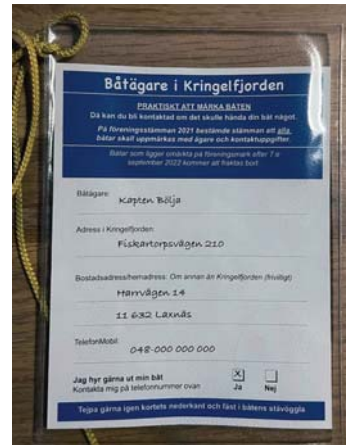 Båtägare i Kringelfjorden
PRAKTISKT ATT MÄRKA BÅTEN
Då kan du bli kontaktad om det skulle hända din båt något.
På föreningsstämman 2021 bestämde stämman att alla
båtar skall uppmärkas med ägare och kontaktuppgifter.
Båtar som ligger omärkta på föreningsmark efter 7:e
september 2022 kommer att fraktas bort.
Båtägare: Kapten Bölja
Adress i Kringelfjorden:
Fiskartorpsvägen 210
Bostadsadress/hemadress: Om annan än Kringelfjorden (frivilligt)
Harrvägen 14
11 632 Laxnäs
Telefon/Mobil:
048-000 000 000
Jag hyr gärna ut min båt
Kontakta mig på telefonnummer ovan
X
Ja Nej
Tejpa gärna igen kortets nederkant och fäst i båtens stävögla